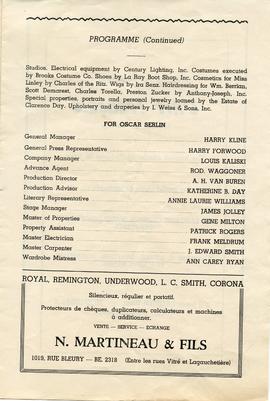 PROGRAMME (Continued)
Studios. Electrical equipment by Century Lighting, Inc. Costumes executed
by Brooks Costume Co. Shoes by La Ray Boot Shop, Inc. Cosmetics for Miss
Linley by Charles of the Ritz. Wigs by Ira Senz. Hairdressing for Wm. Berrian,
Scott Demarest, Charles Torella, Preston Zucker by Anthony-Joseph, Inc.
Special properties, portraits and personal jewelry loaned by the Estate of
Clarence Day. Upholstery and draperies by I. Weiss & Sons, Inc.
FOR OSCAR SERLIN
General Manager HARRY KLINE
General Press Representative HARRY FORWOOD
Company Manager LOUIS KALISKI
Advance Agent ROD. WAGGONER
Production Director A. H. VAN BUREN
Production Advisor KATHERINE B. DAY
Literary Representative ANNIE LAURIE WILLIAMS
Stage Manager JAMES JOLLEY
Master of Properties GENE MILTON
Property Assistant PATRICK ROGERS
Master Electrician FRANK MELDRUM
Master Carpenter J. EDWARD SMITH
Wardrobe Mistress ANN CAREY RYAN
ROYAL, REMINGTON, UNDERWOOD, L. C. SMITH, CORONA
Silencieux, régulier et portatif.
Protecteurs de chèques, duplicateurs, calculateurs et machines
à additionner.
VENTE — SERVICE — ECHANGE
N. MARTINEAU & FILS
1019, RUE BLEURY — BE. 2318 (Entre les rues Vitré et Lagauchetière)